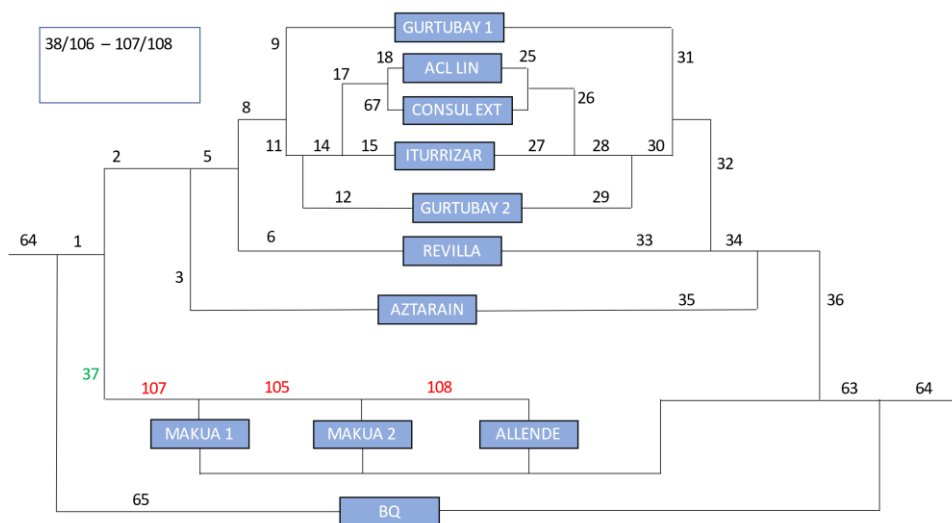 38/106 – 107/108
9
GURTUBAY 1
31
18
ACL LIN
25
17
67
CONSUL EXT
26
8
11
14
15
ITURRIZAR
27
28
30
2
5
32
12
GURTUBAY 2
29
64
1
6
REVILLA
33
34
3
AZTARAIN
35
36
37
107
105
108
63
64
MAKUA 1
MAKUA 2
ALLENDE
65
BQ